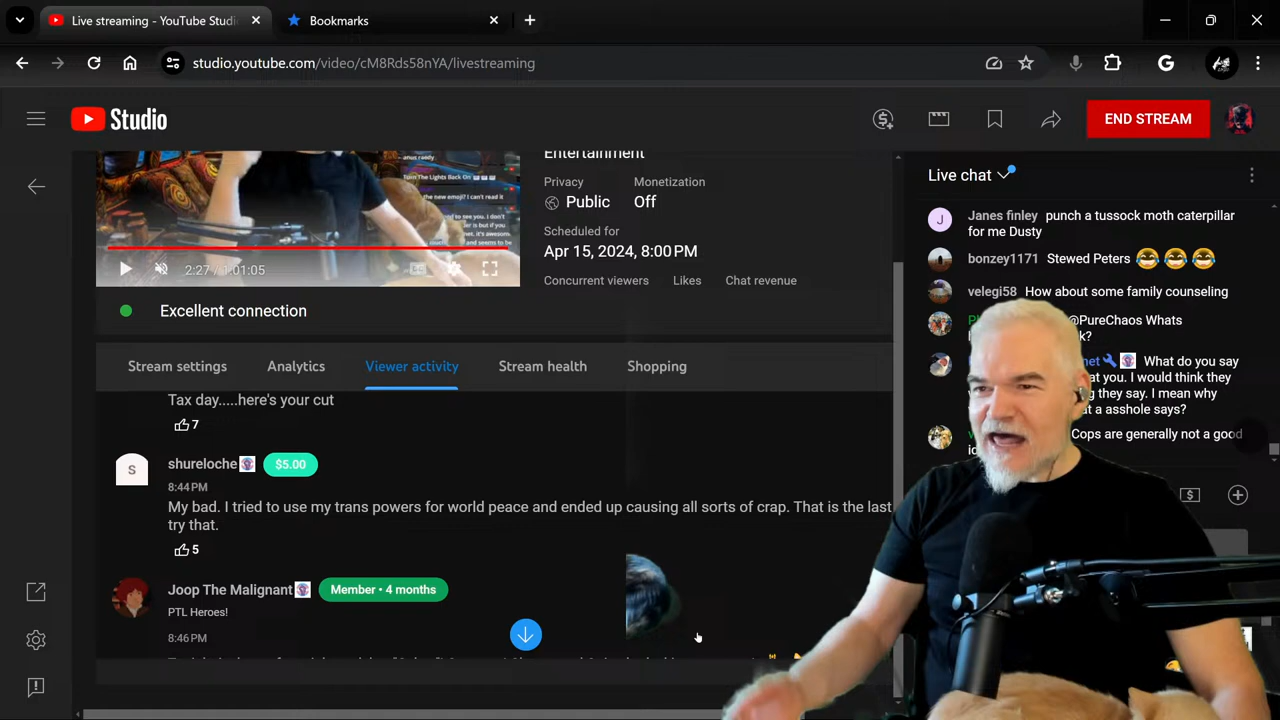 Live streaming - YouTube Studi
Bookmarks
studio.youtube.com/video/cM8Rds58nYA/livestreaming
Studio
END STREAM
Entertainment
Privacy
Monetization
Public
Off
Scheduled for
Apr 15, 2024, 8:00 PM
Concurrent viewers
Likes
Chat revenue
2:27 / 1:01:05
Excellent connection
Stream settings
Analytics
Viewer activity
Stream health
Shopping
Tax day.....here's your cut
7
S
shureloche
$5.00
8:44 PM
My bad. I tried to use my trans powers for world peace and ended up causing all sorts of crap. That is the last
try that.
5
Joop The Malignant
Member • 4 months
PTL Heroes!
8:46 PM
Live chat
J
Janes finley punch a tussock moth caterpillar
for me Dusty
bonzey1171 Stewed Peters
velegi58 How about some family counseling
@PureChaos Whats
What do you say
at you. I would think they
they say. I mean why
a asshole says?
Cops are generally not a good